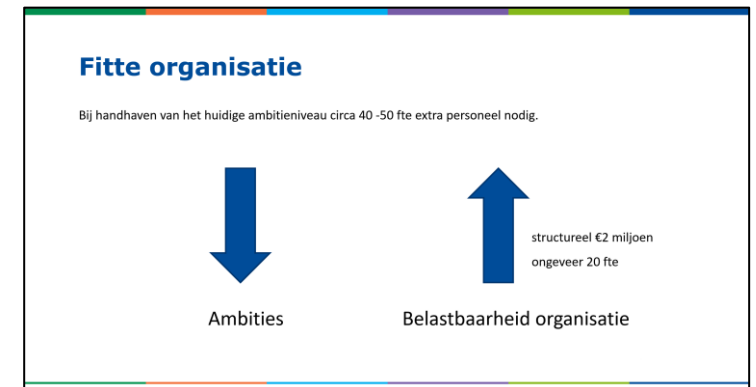 Fitte organisatie
Bij handhaven van het huidige ambitieniveau circa 40 -50 fte extra personeel nodig.
structureel €2 miljoen
ongeveer 20 fte
Ambities
Belastbaarheid organisatie